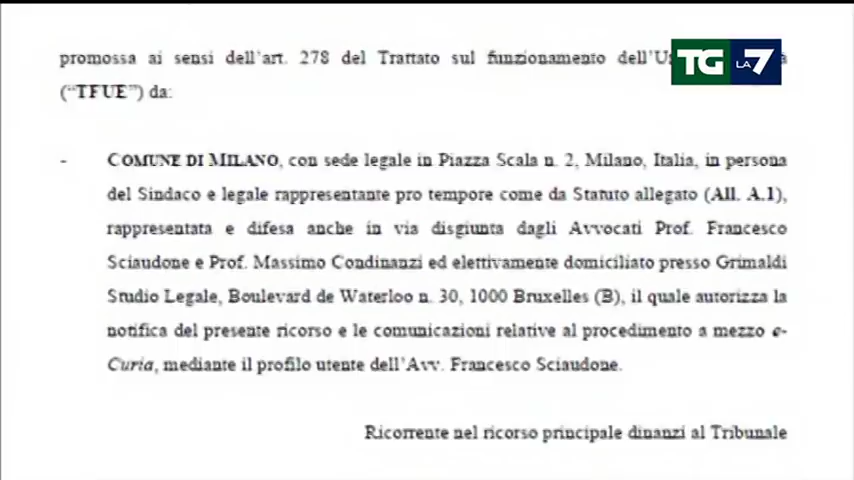 promossa ai sensi dell'art. 278 del Trattato sul funzionamento
TG LA7
("TFUE") da:
- COMUNE DI MILANO, con sede legale in Piazza Scala n. 2, Milano, Italia, in persona
del Sindaco e legale rappresentante pro tempore come da Statuto allegato (All. A.1),
rappresentata e difesa anche in via disgiunta dagli Avvocati Prof. Francesco
Sciaudone e Prof. Massimo Condinanzi ed elettivamente domiciliato presso Grimaldi
Studio Legale, Boulevard de Waterloo n. 30, 1000 Bruxelles (B), il quale autorizza la
notifica del presente ricorso e le comunicazioni relative al procedimento a mezzo e-
Curia, mediante il profilo utente dell'Avv. Francesco Sciaudone.
Ricorrente nel ricorso principale dinanzi al Tribunale